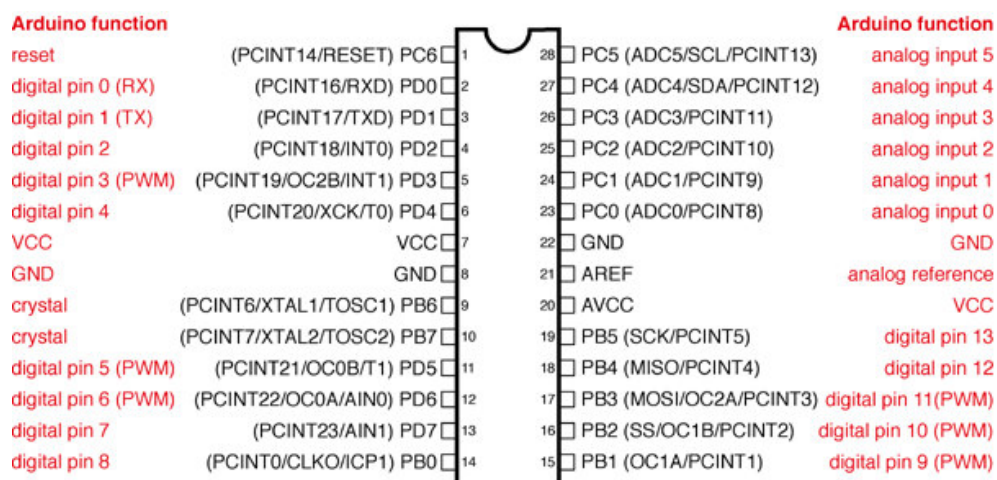 Arduino function Arduino function
reset (PCINT14/RESET) PC6 1 28 PC5 (ADC5/SCL/PCINT13) analog input 5
digital pin 0 (RX) (PCINT16/RXD) PD0 2 27 PC4 (ADC4/SDA/PCINT12) analog input 4
digital pin 1 (TX) (PCINT17/TXD) PD1 3 26 PC3 (ADC3/PCINT11) analog input 3
digital pin 2 (PCINT18/INT0) PD2 4 25 PC2 (ADC2/PCINT10) analog input 2
digital pin 3 (PWM) (PCINT19/OC2B/INT1) PD3 5 24 PC1 (ADC1/PCINT9) analog input 1
digital pin 4 (PCINT20/XCK/T0) PD4 6 23 PC0 (ADC0/PCINT8) analog input 0
VCC VCC 7 22 GND GND
GND GND 8 21 AREF analog reference
crystal (PCINT6/XTAL1/TOSC1) PB6 9 20 AVCC VCC
crystal (PCINT7/XTAL2/TOSC2) PB7 10 19 PB5 (SCK/PCINT5) digital pin 13
digital pin 5 (PWM) (PCINT21/OC0B/T1) PD5 11 18 PB4 (MISO/PCINT4) digital pin 12
digital pin 6 (PWM) (PCINT22/OC0A/AIN0) PD6 12 17 PB3 (MOSI/OC2A/PCINT3) digital pin 11(PWM)
digital pin 7 (PCINT23/AIN1) PD7 13 16 PB2 (SS/OC1B/PCINT2) digital pin 10 (PWM)
digital pin 8 (PCINT0/CLKO/ICP1) PB0 14 15 PB1 (OC1A/PCINT1) digital pin 9 (PWM)